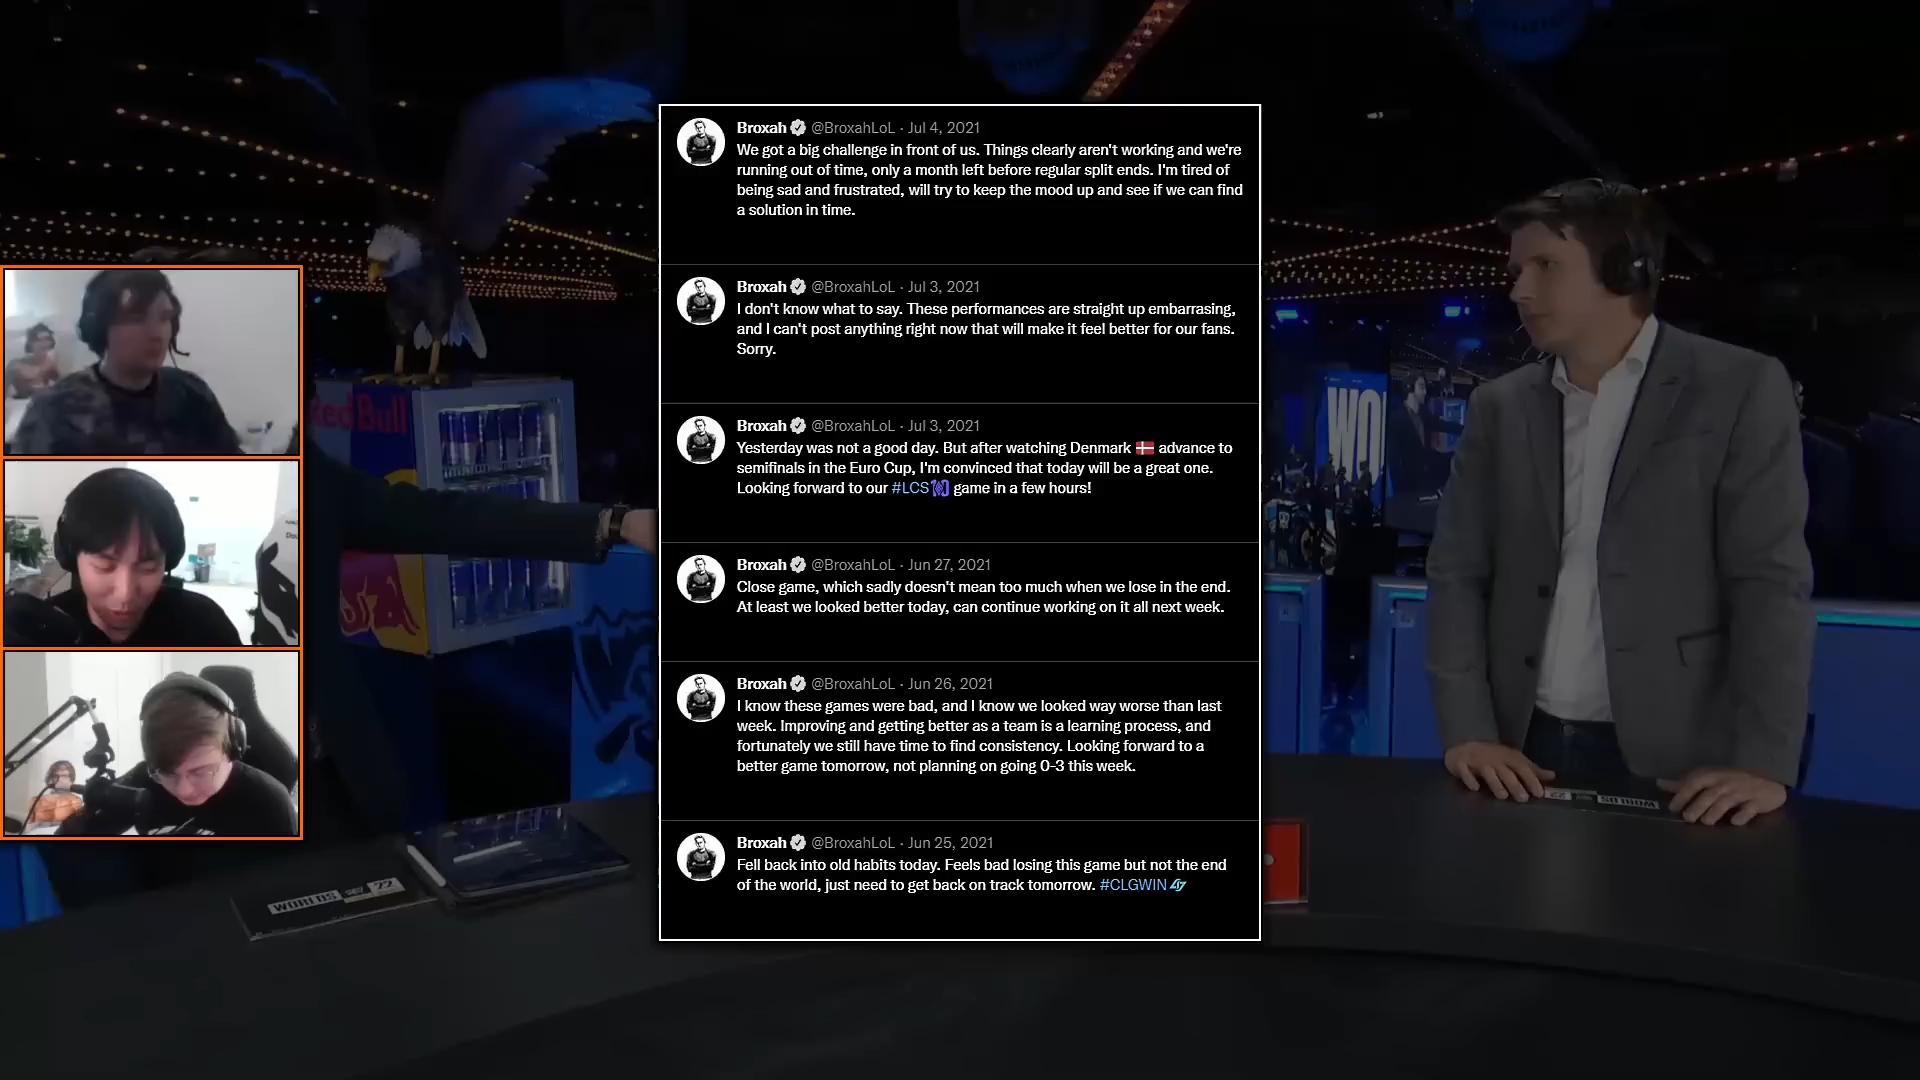 Broxah @BroxahLoL · Jul 4, 2021
We got a big challenge in front of us. Things clearly aren't working and we're
running out of time, only a month left before regular split ends. I'm tired of
being sad and frustrated, will try to keep the mood up and see if we can find
a solution in time.
Broxah @BroxahLoL · Jul 3, 2021
I don't know what to say. These performances are straight up embarrasing,
and I can't post anything right now that will make it feel better for our fans.
Sorry.
Broxah @BroxahLoL · Jul 3, 2021
Yesterday was not a good day. But after watching Denmark 🇩🇰 advance to
semifinals in the Euro Cup, I'm convinced that today will be a great one.
Looking forward to our #LCS game in a few hours!
Broxah @BroxahLoL · Jun 27, 2021
Close game, which sadly doesn't mean too much when we lose in the end.
At least we looked better today, can continue working on it all next week.
Broxah @BroxahLoL · Jun 26, 2021
I know these games were bad, and I know we looked way worse than last
week. Improving and getting better as a team is a learning process, and
fortunately we still have time to find consistency. Looking forward to a
better game tomorrow, not planning on going 0-3 this week.
Broxah @BroxahLoL · Jun 25, 2021
Fell back into old habits today. Feels bad losing this game but not the end
of the world, just need to get back on track tomorrow. #CLGWIN
RedBull
WO
WORLDS 22
WORLDS 22